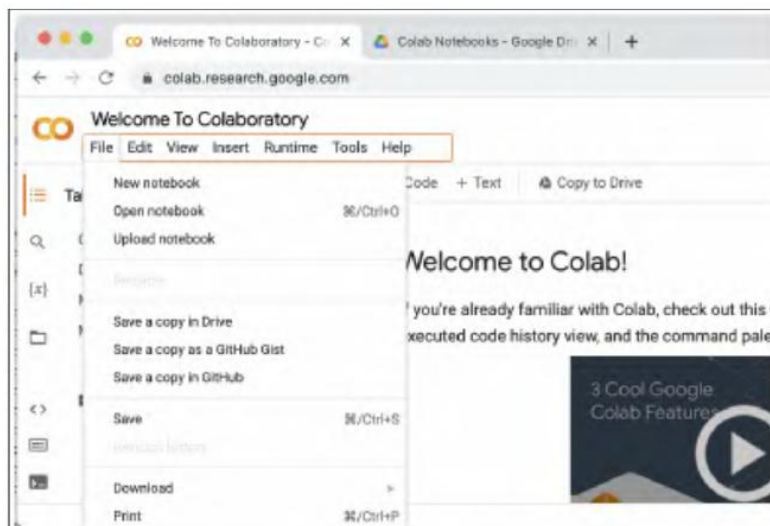 Welcome To Colaboratory - Co
Colab Notebooks - Google Dri
colab.research.google.com
CO Welcome To Colaboratory
File Edit View Insert Runtime Tools Help
New notebook
Open notebook ⌘/Ctrl+O
Upload notebook
Rename
Save a copy in Drive
Save a copy as a GitHub Gist
Save a copy in GitHub
Save ⌘/Ctrl+S
Revision history
Download
Print ⌘/Ctrl+P
Ta
Code + Text Copy to Drive
Welcome to Colab!
you're already familiar with Colab, check out this
xecuted code history view, and the command pale
3 Cool Google
Colab Features
{x}